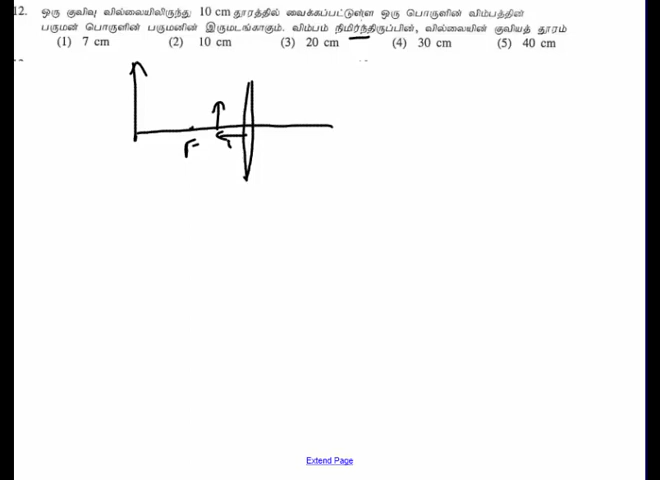 12. ஒரு குவிவு வில்லையிலிருந்து 10 cm தூரத்தில் வைக்கப்பட்டுள்ள ஒரு பொருளின் விம்பத்தின்
பருமன் பொருளின் பருமனின் இருமடங்காகும். விம்பம் நிமிர்ந்திருப்பின், வில்லையின் குவியத் தூரம்
(1) 7 cm (2) 10 cm (3) 20 cm (4) 30 cm (5) 40 cm
F
Extend Page